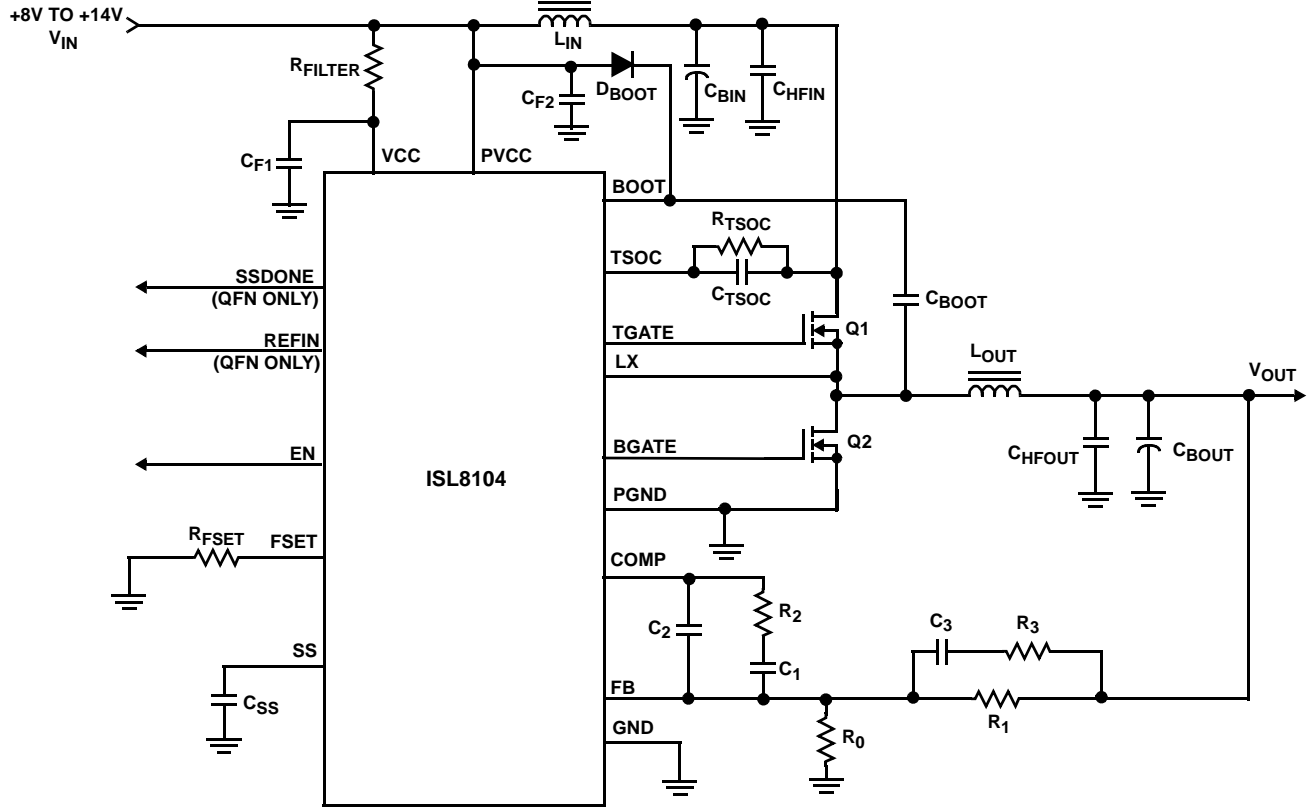 +8V TO +14V
VIN
LIN
RFILTER
CF2
DBOOT
CBIN
CHFIN
CF1
VCC
PVCC
BOOT
RTSOC
TSOC
CTSOC
SSDONE
(QFN ONLY)
CBOOT
REFIN
(QFN ONLY)
TGATE
Q1
LX
LOUT
VOUT
EN
BGATE
Q2
CHFOUT
CBOUT
ISL8104
PGND
RFSET
FSET
COMP
C2
R2
C3
R3
SS
C1
CSS
FB
R1
GND
R0